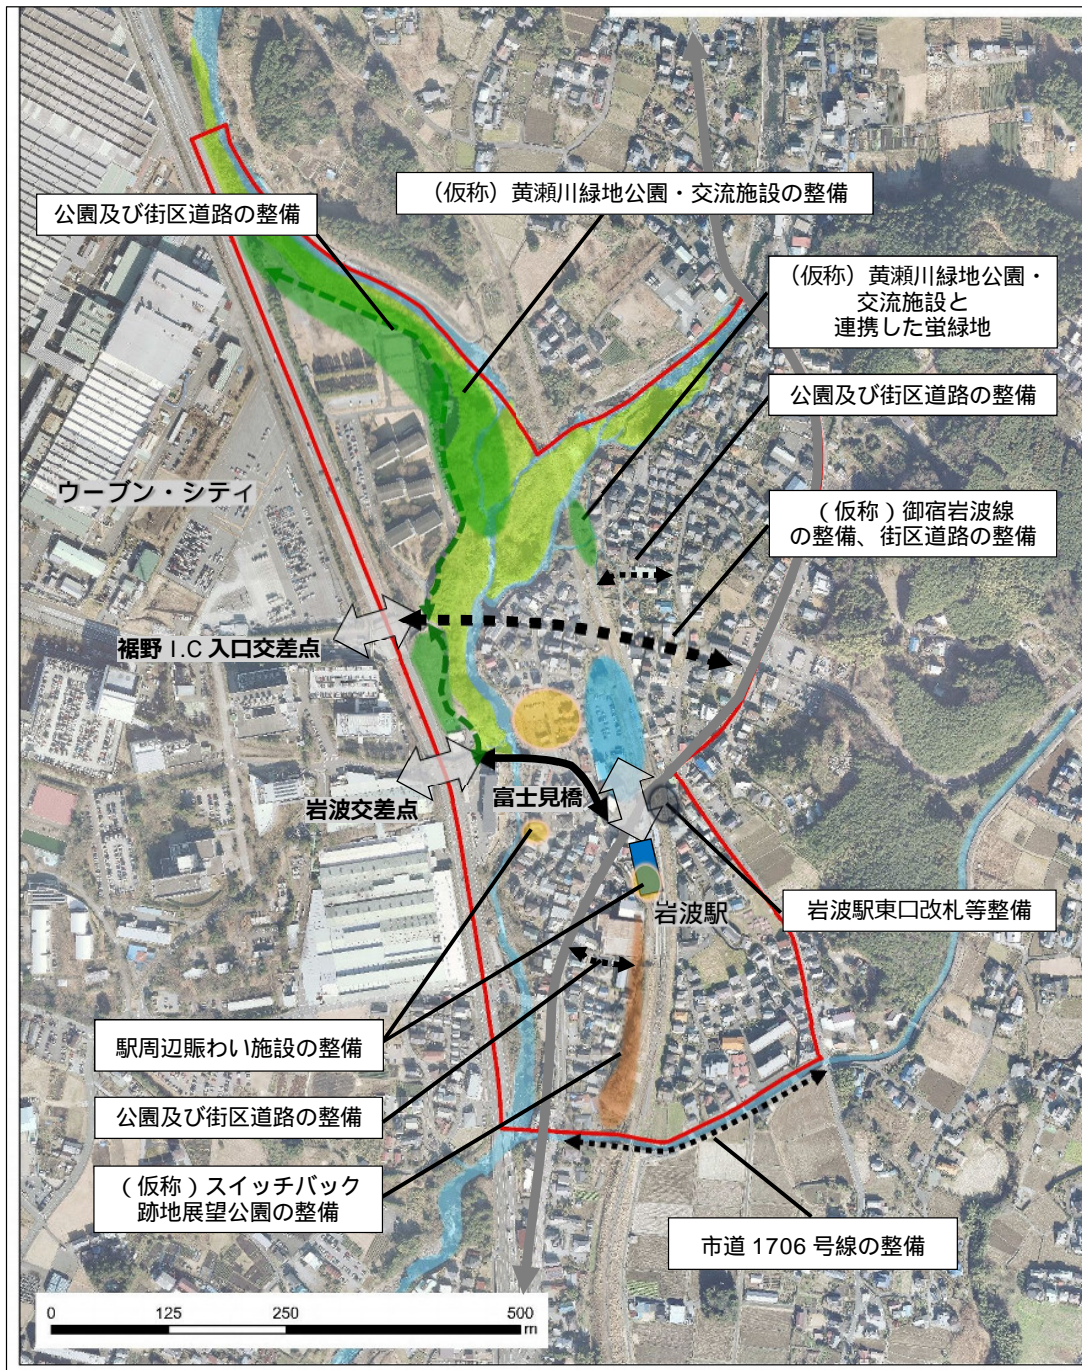 （仮称）黄瀬川緑地公園・交流施設の整備
公園及び街区道路の整備
（仮称）黄瀬川緑地公園・
交流施設と
連携した蛍緑地
公園及び街区道路の整備
ウーブン・シティ
（仮称）御宿岩波線
の整備、街区道路の整備
裾野 I.C 入口交差点
岩波交差点
富士見橋
岩波駅
岩波駅東口改札等整備
駅周辺賑わい施設の整備
公園及び街区道路の整備
（仮称）スイッチバック
跡地展望公園の整備
市道 1706 号線の整備
0 125 250 500
m